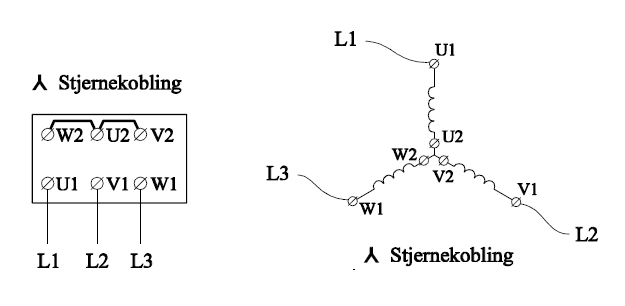 Stjernekobling
W2 U2 V2
U1 V1 W1
L1 L2 L3
L1
U1
U2
W2
V2
L3
W1
V1
L2
Stjernekobling